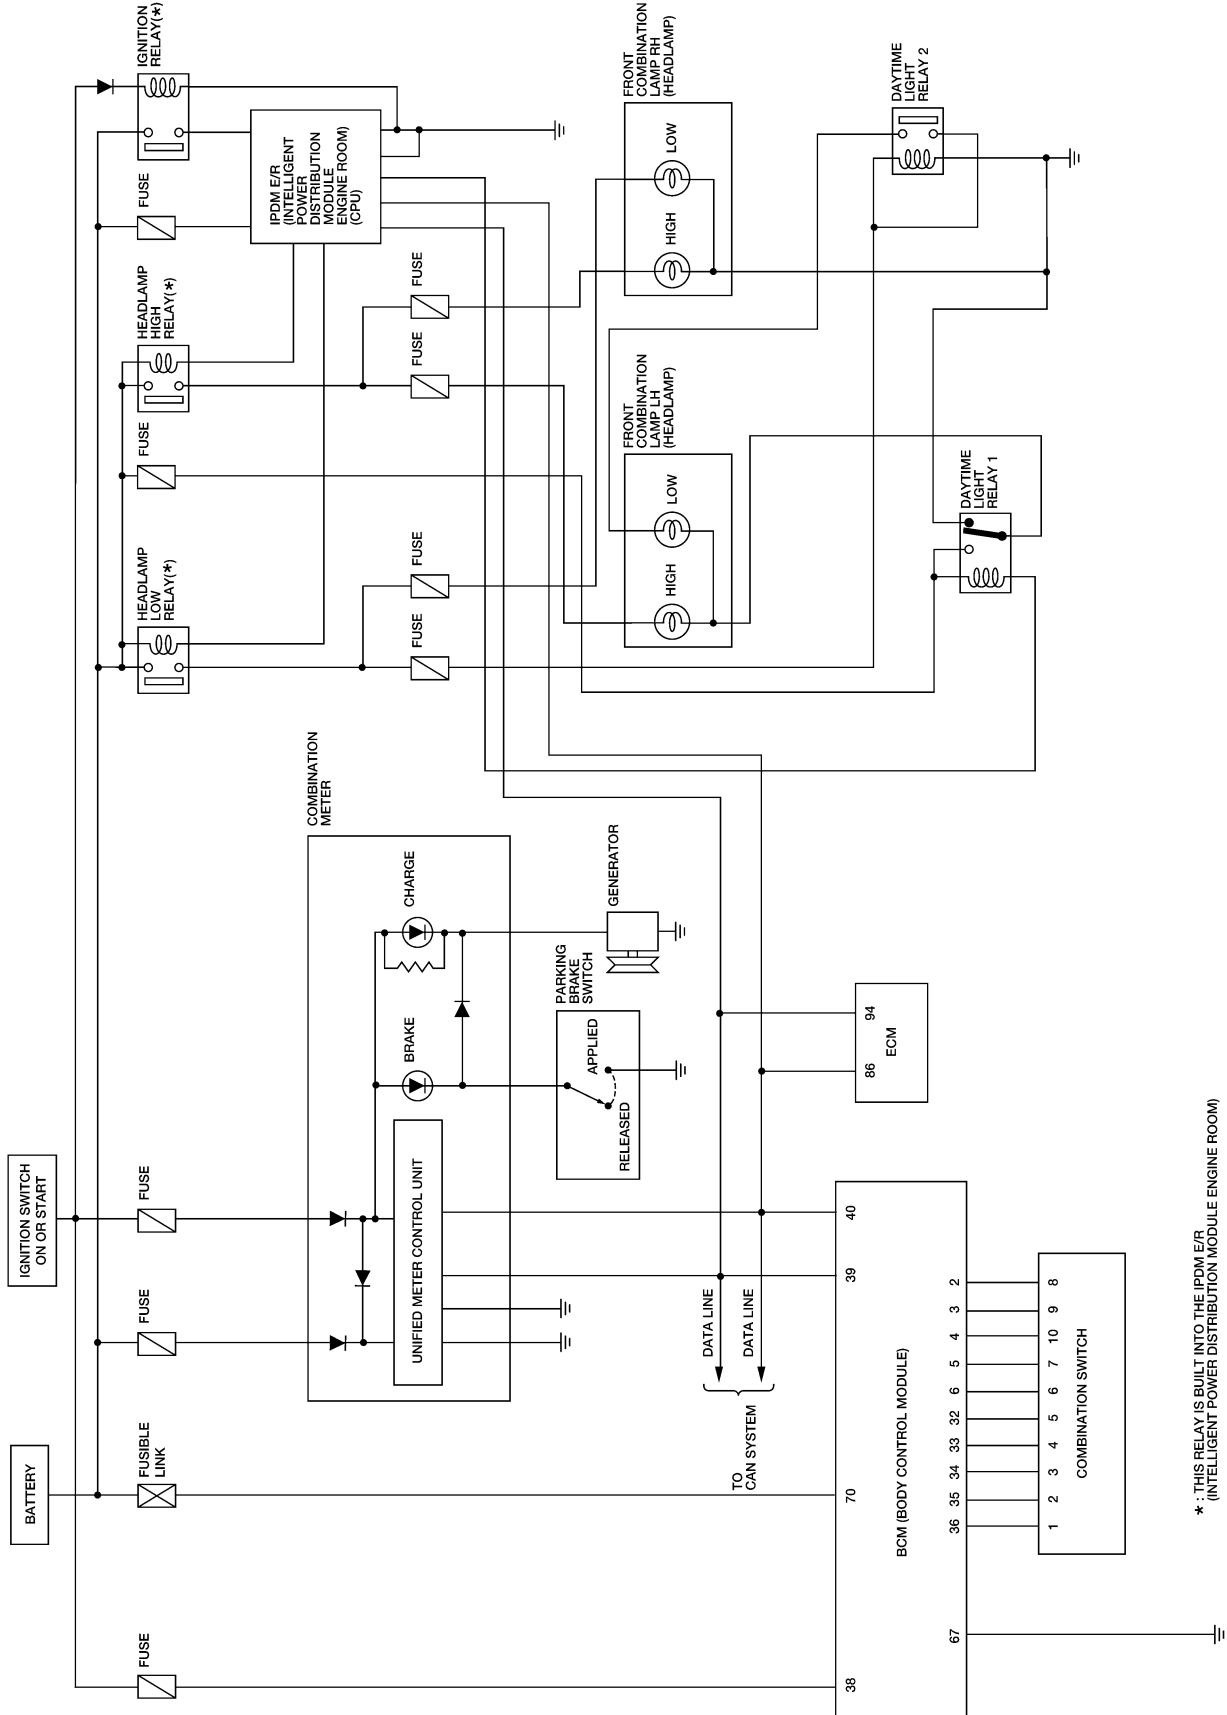 BATTERY
IGNITION SWITCH
ON OR START
FUSE
FUSIBLE
LINK
FUSE
FUSE
HEADLAMP
LOW
RELAY(*)
FUSE
HEADLAMP
HIGH
RELAY(*)
FUSE
IGNITION
RELAY(*)
IPDM E/R
(INTELLIGENT
POWER
DISTRIBUTION
MODULE
ENGINE ROOM)
(CPU)
COMBINATION
METER
UNIFIED METER CONTROL UNIT
BRAKE
CHARGE
FUSE
FUSE
FUSE
FUSE
PARKING
BRAKE
SWITCH
RELEASED
APPLIED
GENERATOR
FRONT
COMBINATION
LAMP LH
(HEADLAMP)
HIGH
LOW
FRONT
COMBINATION
LAMP RH
(HEADLAMP)
HIGH
LOW
DATA LINE
DATA LINE
TO
CAN SYSTEM
38
70
39
40
86
94
ECM
BCM (BODY CONTROL MODULE)
67
36
35
34
33
32
6
5
4
3
2
1
2
3
4
5
6
7
10
9
8
COMBINATION SWITCH
DAYTIME
LIGHT
RELAY 1
DAYTIME
LIGHT
RELAY 2
* : THIS RELAY IS BUILT INTO THE IPDM E/R
(INTELLIGENT POWER DISTRIBUTION MODULE ENGINE ROOM)